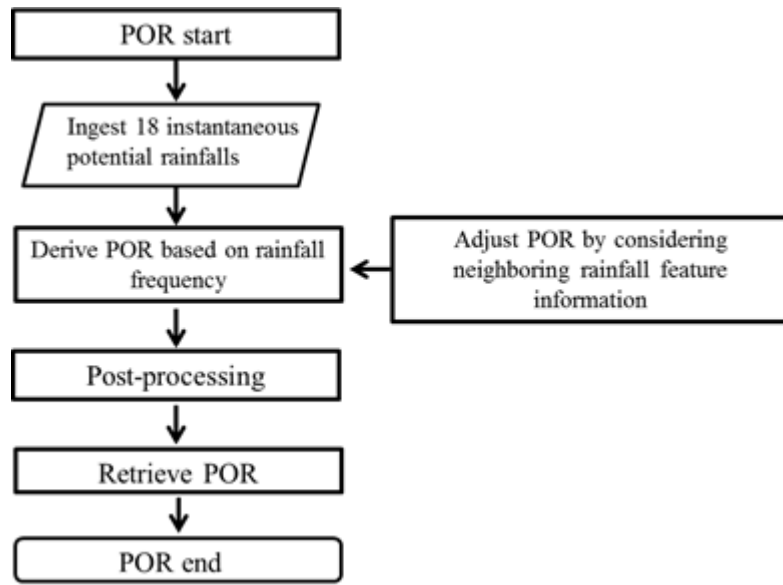 POR start
Ingest 18 instantaneous
potential rainfalls
Derive POR based on rainfall
frequency
Adjust POR by considering
neighboring rainfall feature
information
Post-processing
Retrieve POR
POR end